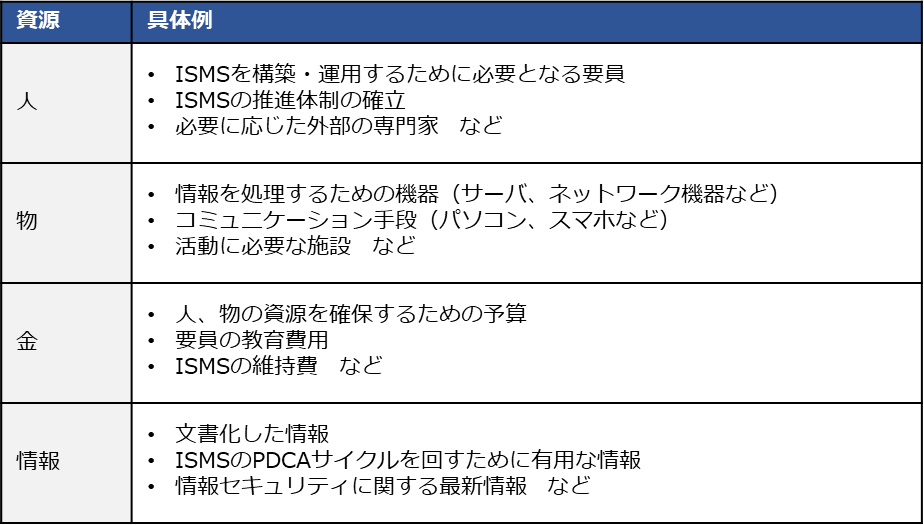 資源 具体例
人
• ISMSを構築・運用するために必要となる要員
• ISMSの推進体制の確立
• 必要に応じた外部の専門家　など
物
• 情報を処理するための機器（サーバ、ネットワーク機器など）
• コミュニケーション手段（パソコン、スマホなど）
• 活動に必要な施設　など
金
• 人、物の資源を確保するための予算
• 要員の教育費用
• ISMSの維持費　など
情報
• 文書化した情報
• ISMSのPDCAサイクルを回すために有用な情報
• 情報セキュリティに関する最新情報　など